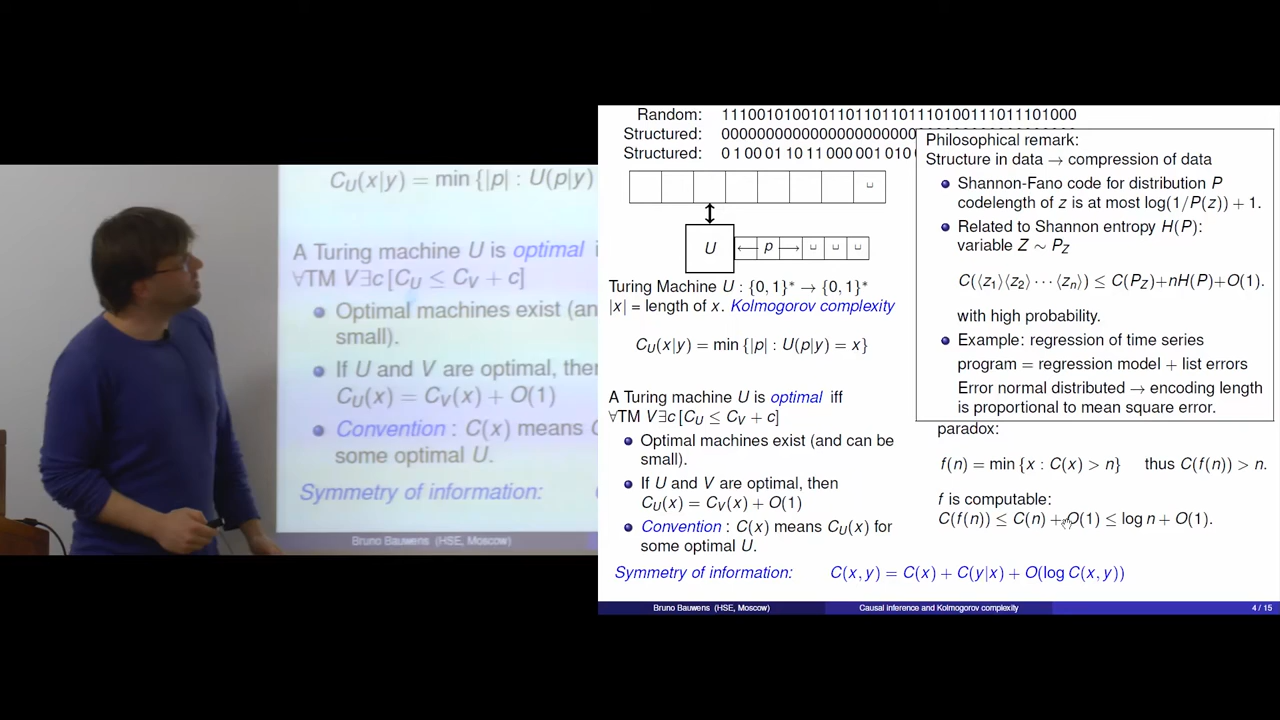 C_U(x|y) = min {|p| : U(p|y)
A Turing machine U is optimal i
∀TM V∃c [C_U ≤ C_V + c]
Optimal machines exist (an
small).
If U and V are optimal, ther
C_U(x) = C_V(x) + O(1)
Convention : C(x) means
some optimal U.
Symmetry of information:
Bruno Bauwens (HSE, Moscow)
Random: 1110010100101101101101110100111011101000
Structured: 00000000000000000000
Structured: 0 1 00 01 10 11 000 001 010
U
p
Turing Machine U : {0, 1}* → {0, 1}*
|x| = length of x. Kolmogorov complexity
C_U(x|y) = min {|p| : U(p|y) = x}
A Turing machine U is optimal iff
∀TM V∃c [C_U ≤ C_V + c]
Optimal machines exist (and can be
small).
If U and V are optimal, then
C_U(x) = C_V(x) + O(1)
Convention : C(x) means C_U(x) for
some optimal U.
Philosophical remark:
Structure in data → compression of data
Shannon-Fano code for distribution P
codelength of z is at most log(1/P(z)) + 1.
Related to Shannon entropy H(P):
variable Z ∼ P_Z
C(⟨z₁⟩⟨z₂⟩ ··· ⟨zₙ⟩) ≤ C(P_Z)+nH(P)+O(1).
with high probability.
Example: regression of time series
program = regression model + list errors
Error normal distributed → encoding length
is proportional to mean square error.
paradox:
f(n) = min {x : C(x) > n} thus C(f(n)) > n.
f is computable:
C(f(n)) ≤ C(n) + O(1) ≤ log n + O(1).
Symmetry of information: C(x, y) = C(x) + C(y|x) + O(log C(x, y))
Bruno Bauwens (HSE, Moscow) Causal inference and Kolmogorov complexity 4 / 15